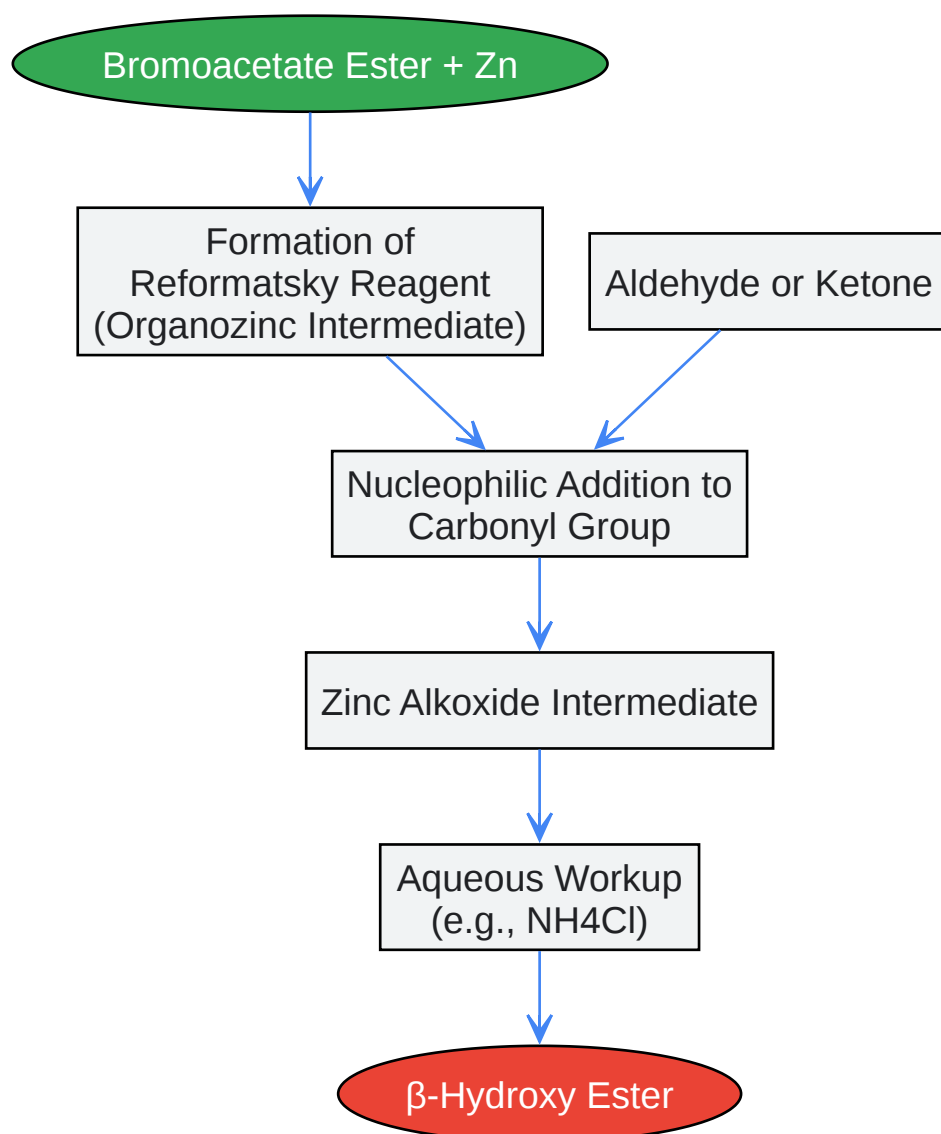 Bromoacetate Ester + Zn
Formation of
Reformatsky Reagent
(Organozinc Intermediate)
Aldehyde or Ketone
Nucleophilic Addition to
Carbonyl Group
Zinc Alkoxide Intermediate
Aqueous Workup
(e.g., NH4Cl)
β-Hydroxy Ester